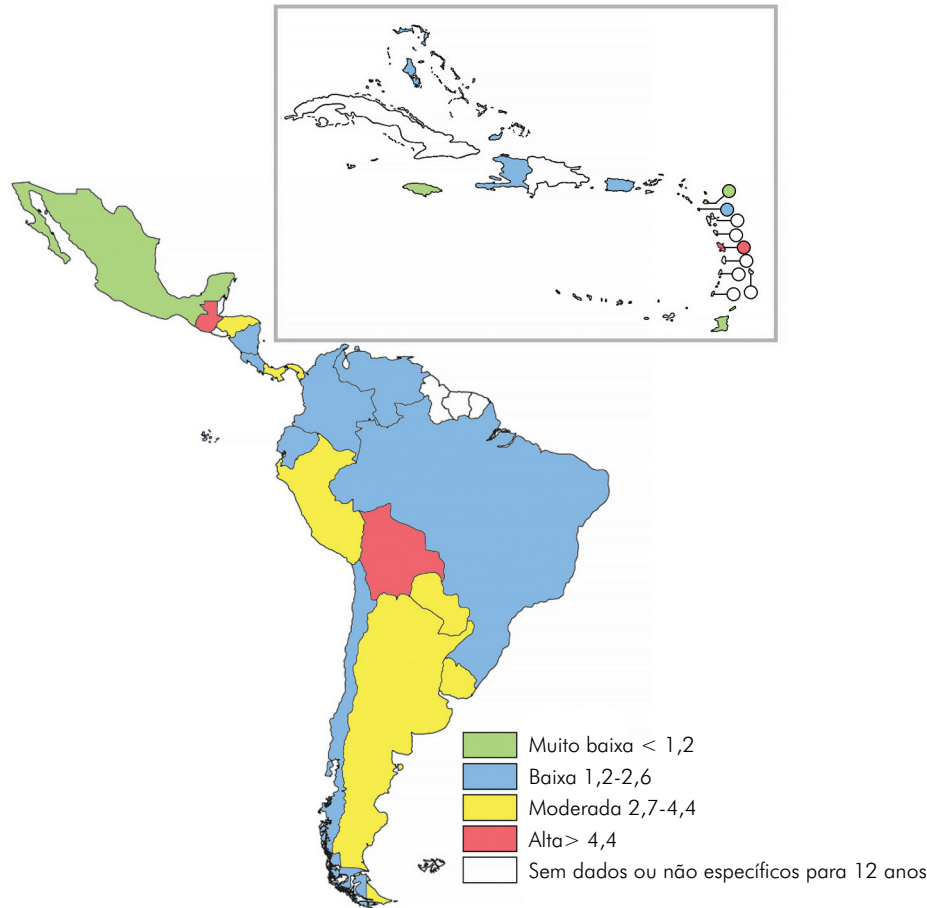 Muito baixa < 1,2
Baixa 1,2-2,6
Moderada 2,7-4,4
Alta> 4,4
Sem dados ou não específicos para 12 anos